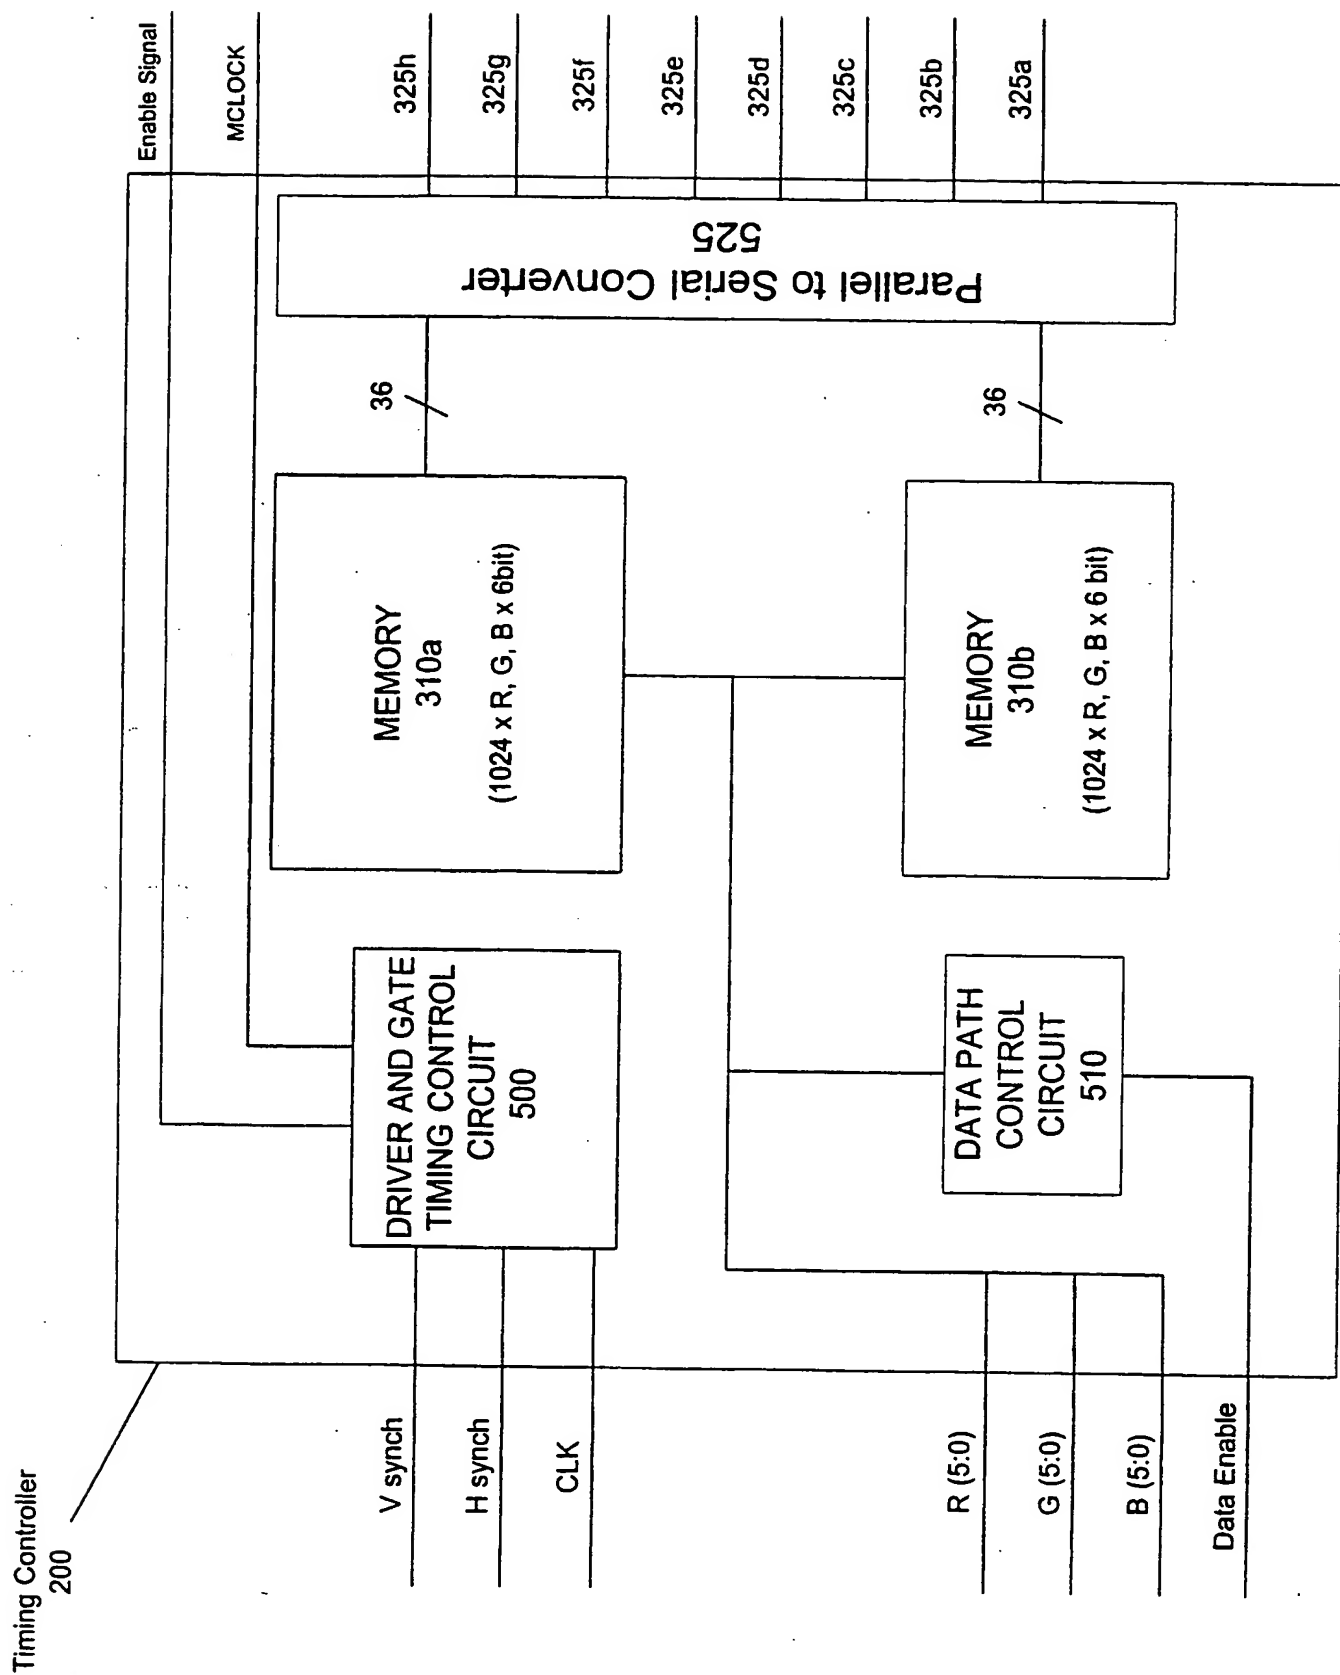 Timing Controller
200
Enable Signal
MCLOCK
V synch
H synch
CLK
DRIVER AND GATE
TIMING CONTROL
CIRCUIT
500
MEMORY
310a
(1024 x R, G, B x 6bit)
36
Parallel to Serial Converter
525
325h
325g
325f
325e
325d
325c
325b
325a
R (5:0)
G (5:0)
B (5:0)
Data Enable
DATA PATH
CONTROL
CIRCUIT
510
MEMORY
310b
(1024 x R, G, B x 6 bit)
36